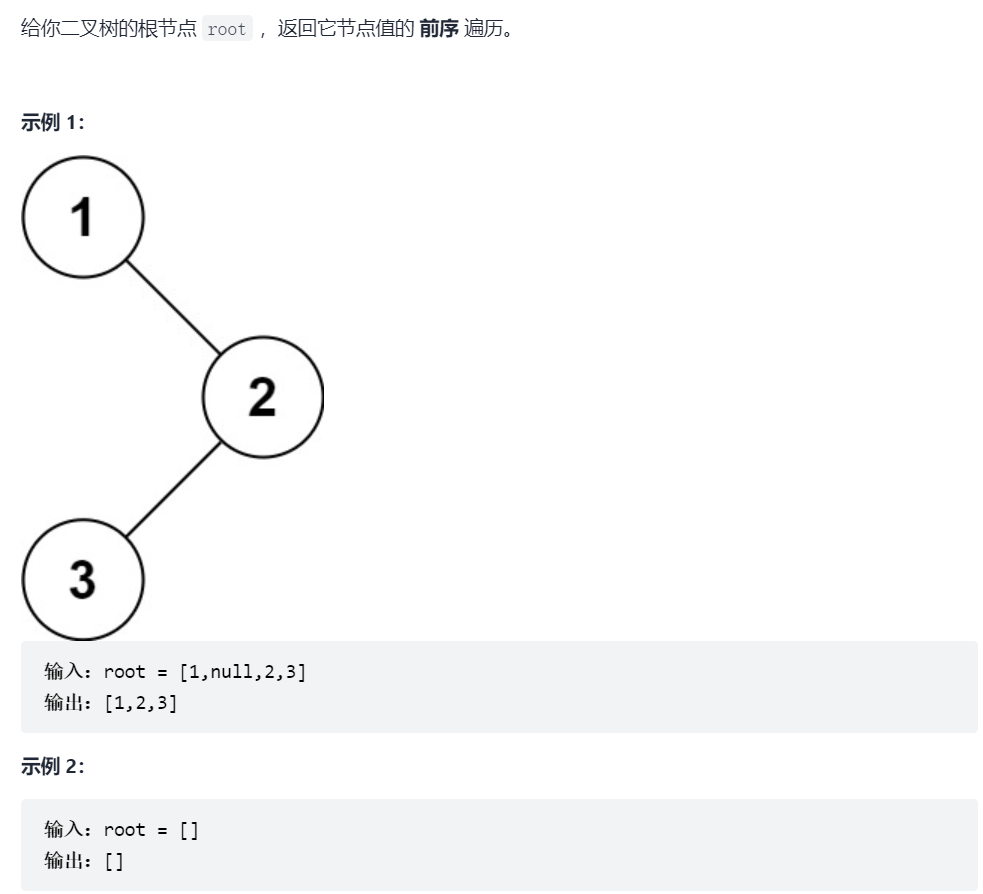 给你二叉树的根节点 root ，返回它节点值的 前序 遍历。
示例 1：
1
2
3
输入：root = [1,null,2,3]
输出：[1,2,3]
示例 2：
输入：root = []
输出：[]